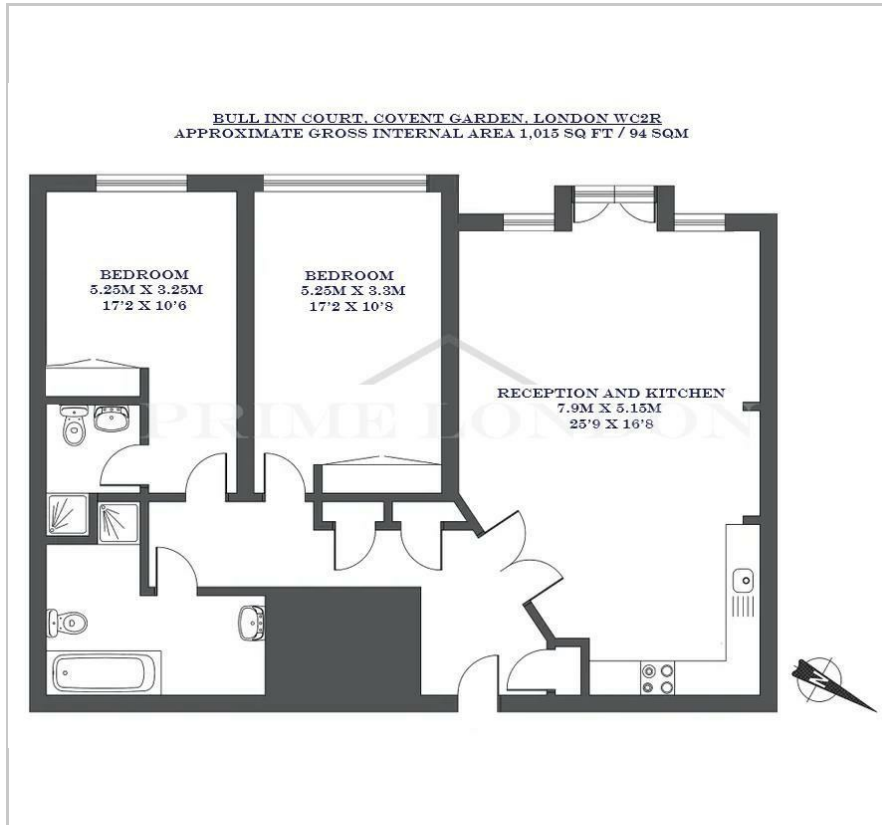 BULL INN COURT, COVENT GARDEN, LONDON WC2R
APPROXIMATE GROSS INTERNAL AREA 1,015 SQ FT / 94 SQM
BEDROOM
5.25M X 3.25M
17'2 X 10'6
BEDROOM
5.25M X 3.3M
17'2 X 10'8
RECEPTION AND KITCHEN
7.9M X 5.15M
25'9 X 16'8
PRIME LONDON
N